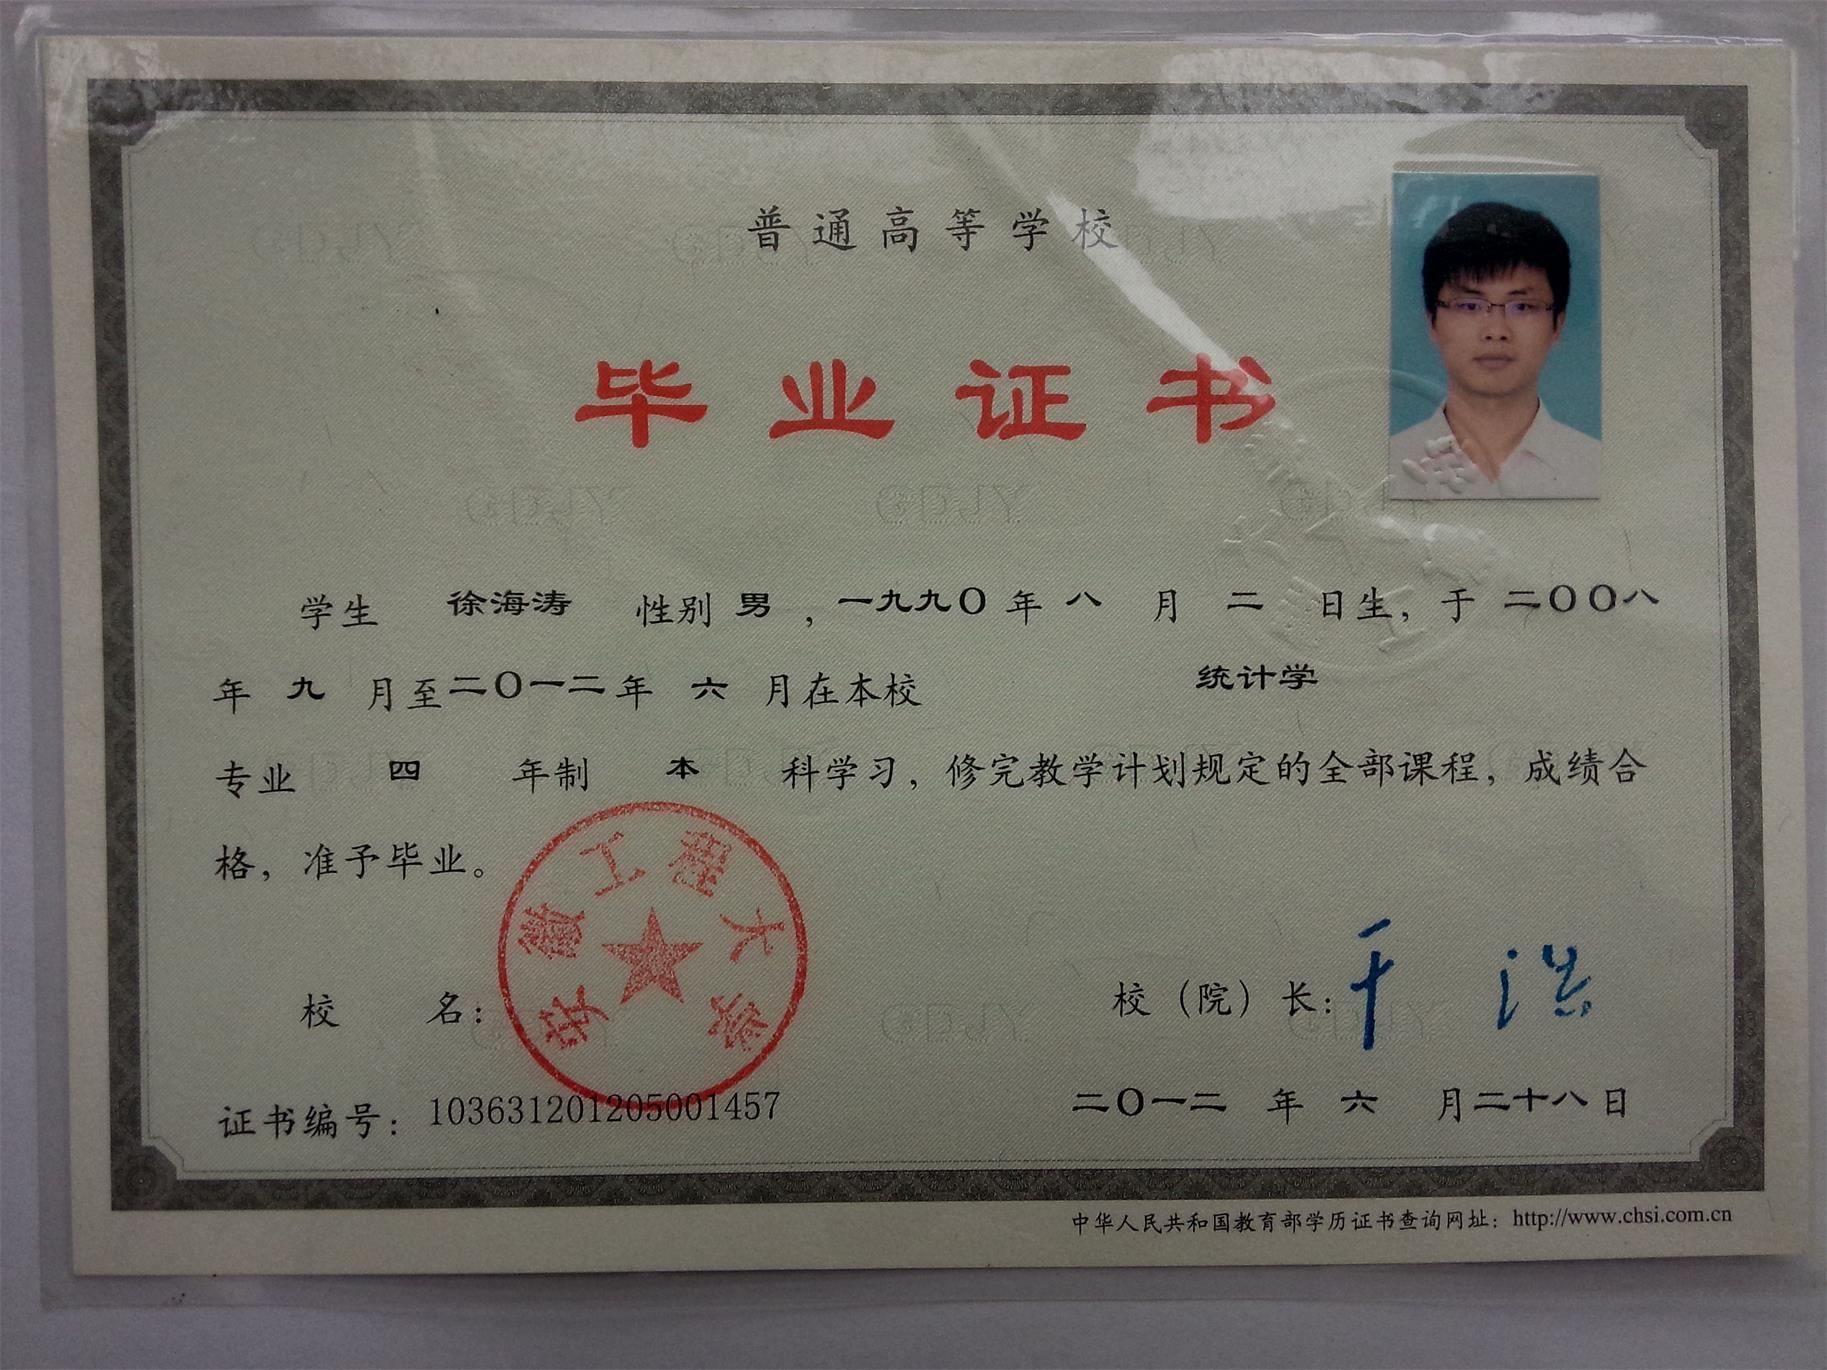 普通高等学校
毕业证书
学生 徐海涛 性别 男 ，一九九〇年 八 月 二 日生，于 二〇〇八
年 九 月至二〇一二年 六 月在本校 统计学
专业 四 年制 本 科学习，修完教学计划规定的全部课程，成绩合
格，准予毕业。
安徽工程大学
校 名：
校（院）长：干 洪
证书编号：103631201205001457
二〇一二 年 六 月二十八日
中华人民共和国教育部学历证书查询网址：http://www.chsi.com.cn